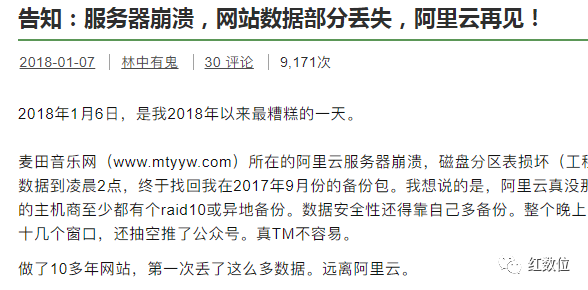 告知：服务器崩溃，网站数据部分丢失，阿里云再见！
2018-01-07 林中有鬼 30 评论 9,171次
2018年1月6日，是我2018年以来最糟糕的一天。
麦田音乐网（www.mtyyw.com）所在的阿里云服务器崩溃，磁盘分区表损坏（工程
数据到凌晨2点，终于找回我在2017年9月份的备份包。我想说的是，阿里云真没那
的主机商至少都有个raid10或异地备份。数据安全性还得靠自己多备份。整个晚上
十几个窗口，还抽空推了公众号。真TM不容易。
做了10多年网站，第一次丢了这么多数据。远离阿里云。
红数位